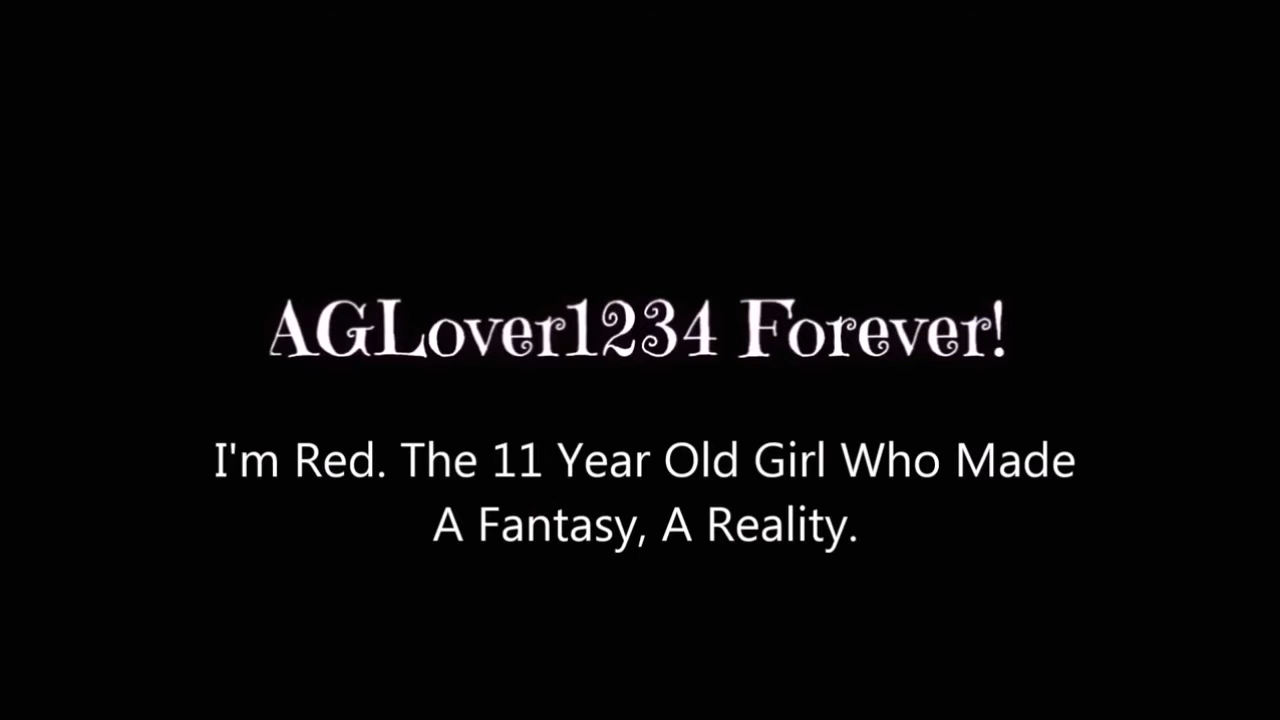 AGLover1234 Forever!
I'm Red. The 11 Year Old Girl Who Made
A Fantasy, A Reality.